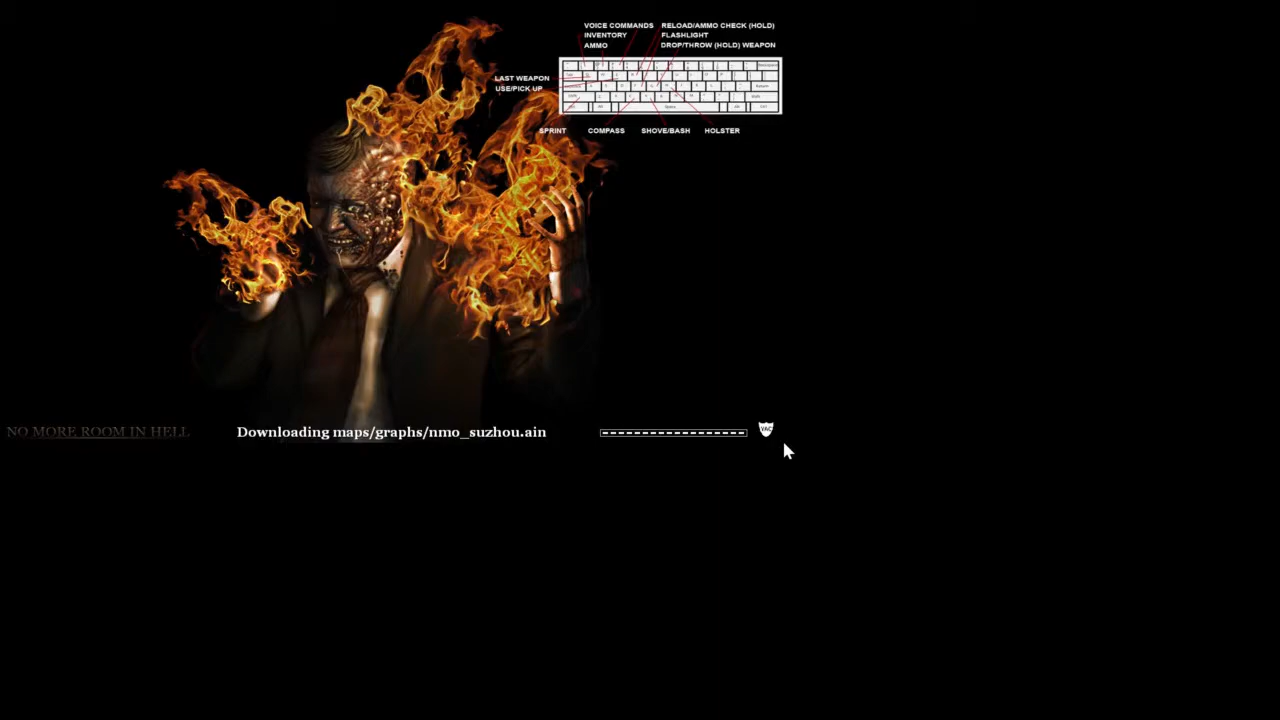 VOICE COMMANDS
RELOAD/AMMO CHECK (HOLD)
INVENTORY
FLASHLIGHT
AMMO
DROP/THROW (HOLD) WEAPON
LAST WEAPON
USE/PICK UP
SPRINT
COMPASS
SHOVE/BASH
HOLSTER
NO MORE ROOM IN HELL
Downloading maps/graphs/nmo_suzhou.ain
VAC